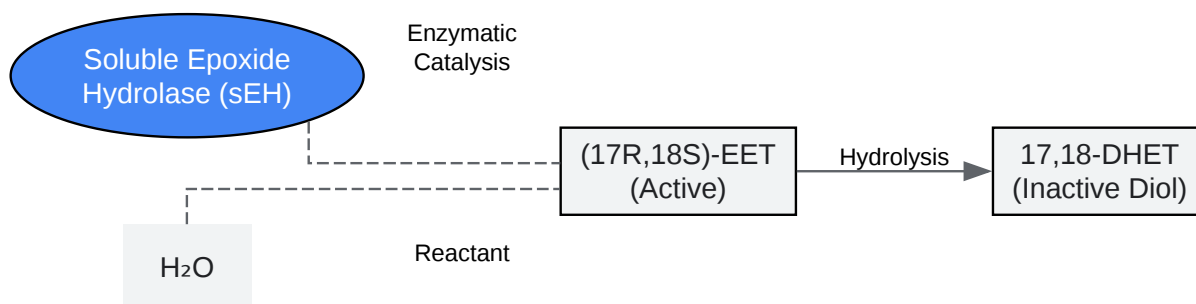 Soluble Epoxide
Hydrolase (sEH)
Enzymatic
Catalysis
(17R,18S)-EET
(Active)
Hydrolysis
17,18-DHET
(Inactive Diol)
Reactant
H₂O